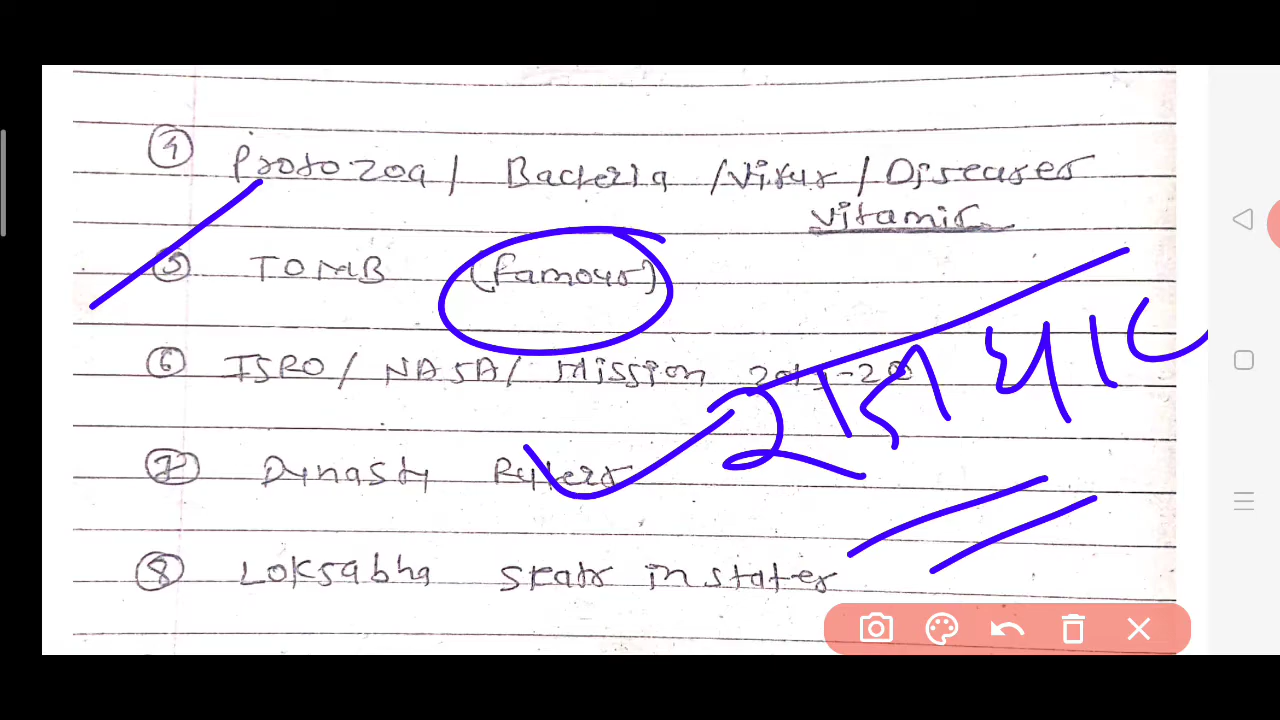 ④ Protozoa / Bacteria / Virus / Diseases
Vitamin
⑤ TOMB (famous)
⑥ ISRO / NASA / Mission
राजघाट
⑦ Dynasty Rulers
⑧ Loksabha seats in states